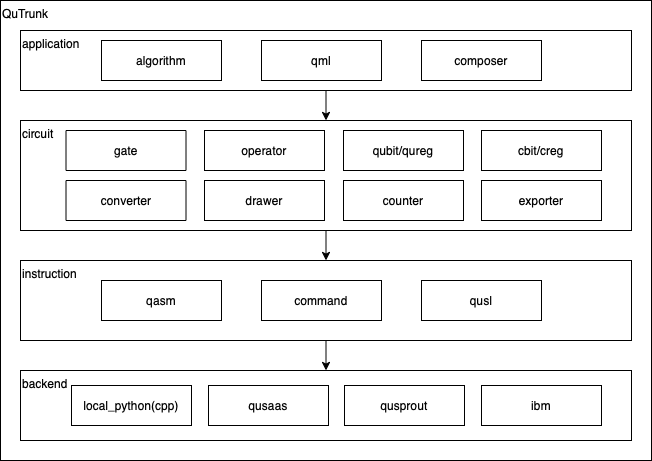 QuTrunk
application
algorithm qml composer
circuit
gate operator qubit/qureg cbit/creg
converter drawer counter exporter
instruction
qasm command qusl
backend
local_python(cpp) qusaas qusprout ibm